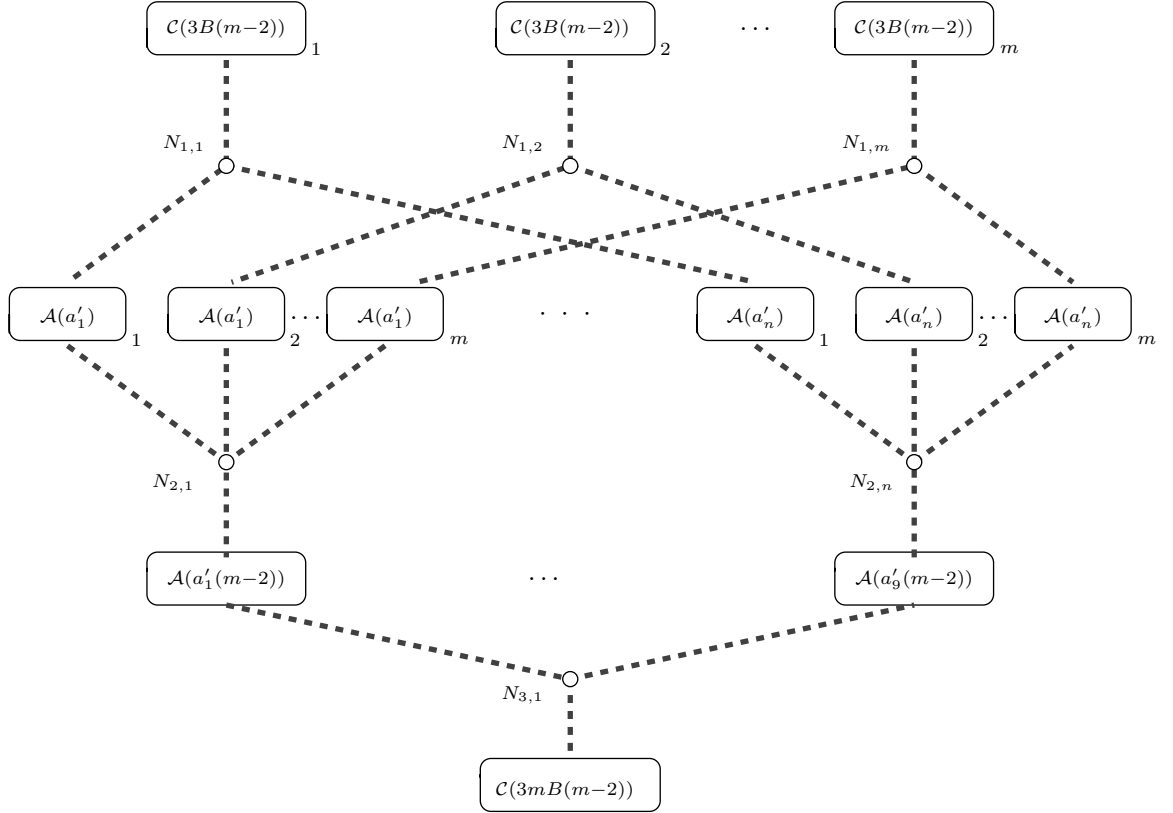 𝒞(3B(m−2)) 1 𝒞(3B(m−2)) 2 ··· 𝒞(3B(m−2)) m
N1,1 N1,2 N1,m
𝒜(a′1) 1 𝒜(a′1) 2 ··· 𝒜(a′1) m · · · 𝒜(a′n) 1 𝒜(a′n) 2 ··· 𝒜(a′n) m
N2,1 N2,n
𝒜(a′1(m−2)) ··· 𝒜(a′9(m−2))
N3,1
𝒞(3mB(m−2))